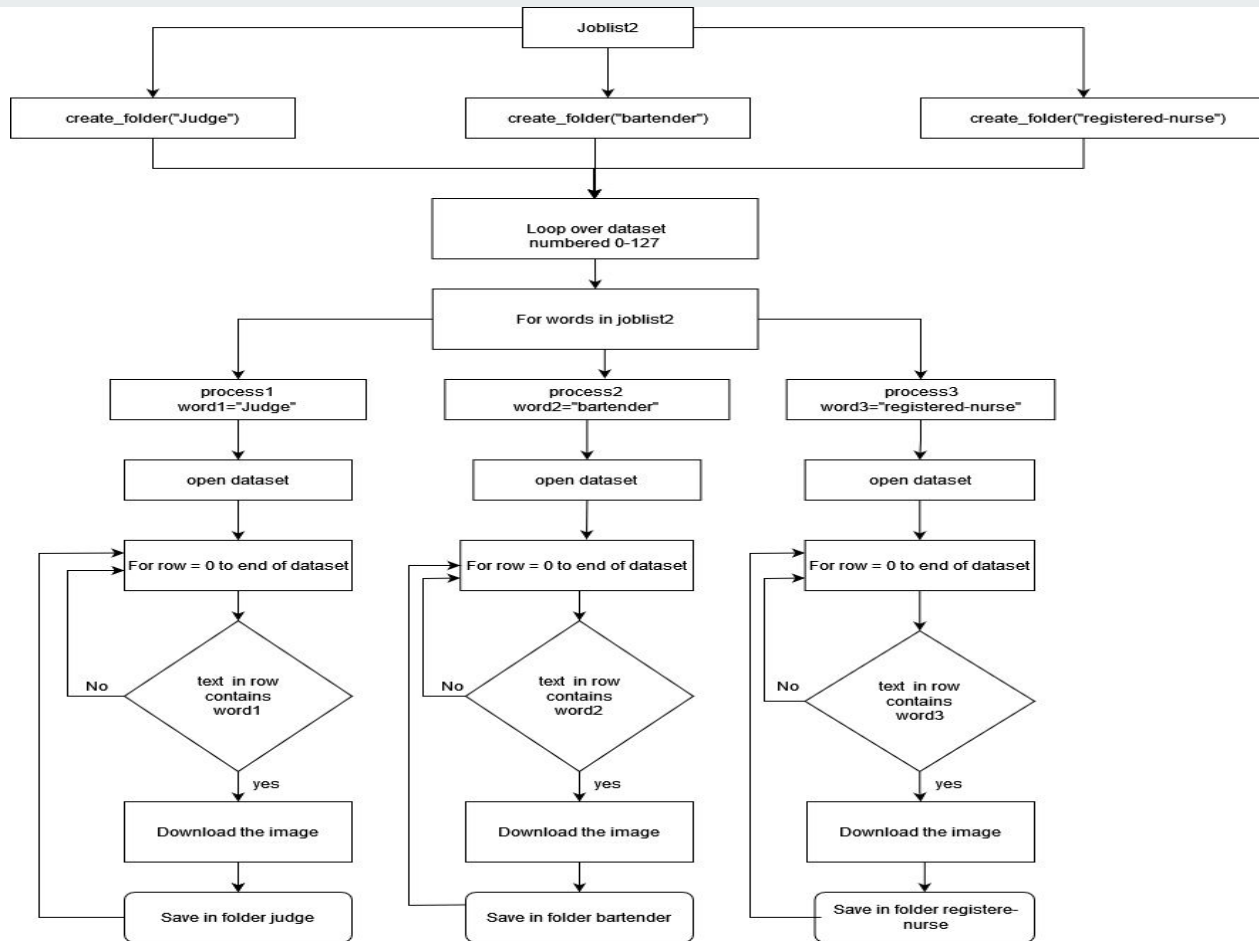 Joblist2
create_folder("Judge")
create_folder("bartender")
create_folder("registered-nurse")
Loop over dataset
numbered 0-127
For words in joblist2
process1
word1="Judge"
process2
word2="bartender"
process3
word3="registered-nurse"
open dataset
open dataset
open dataset
For row = 0 to end of dataset
For row = 0 to end of dataset
For row = 0 to end of dataset
No
text in row
contains
word1
No
text in row
contains
word2
No
text in row
contains
word3
yes
yes
yes
Download the image
Download the image
Download the image
Save in folder judge
Save in folder bartender
Save in folder registere-
nurse